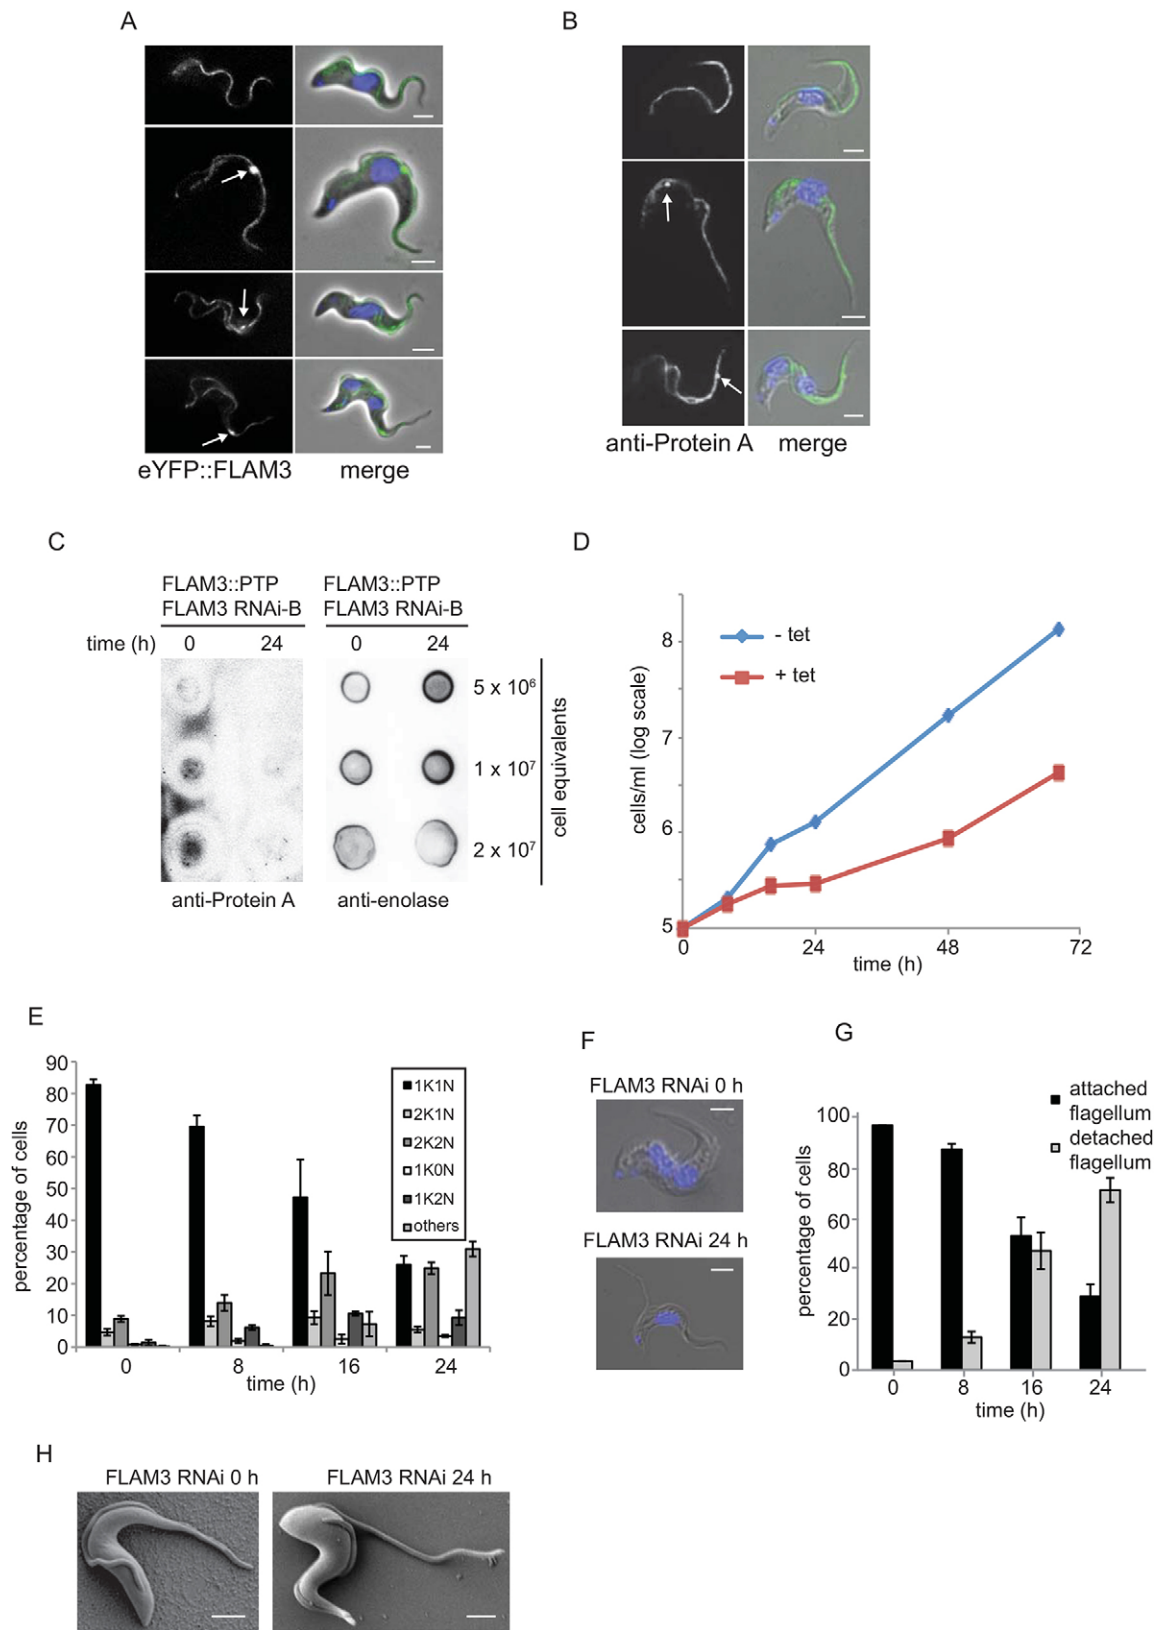 A
B
eYFP::FLAM3
merge
anti-Protein A
merge
C
D
FLAM3::PTP
FLAM3 RNAi-B
FLAM3::PTP
FLAM3 RNAi-B
time (h)
0
24
0
24
5 x 10⁶
1 x 10⁷
2 x 10⁷
cell equivalents
anti-Protein A
anti-enolase
cells/ml (log scale)
8
7
6
5
- tet
+ tet
0
24
48
72
time (h)
E
percentage of cells
90
80
70
60
50
40
30
20
10
0
1K1N
2K1N
2K2N
1K0N
1K2N
others
0
8
16
24
time (h)
F
FLAM3 RNAi 0 h
FLAM3 RNAi 24 h
G
attached
flagellum
detached
flagellum
percentage of cells
100
80
60
40
20
0
0
8
16
24
time (h)
H
FLAM3 RNAi 0 h
FLAM3 RNAi 24 h